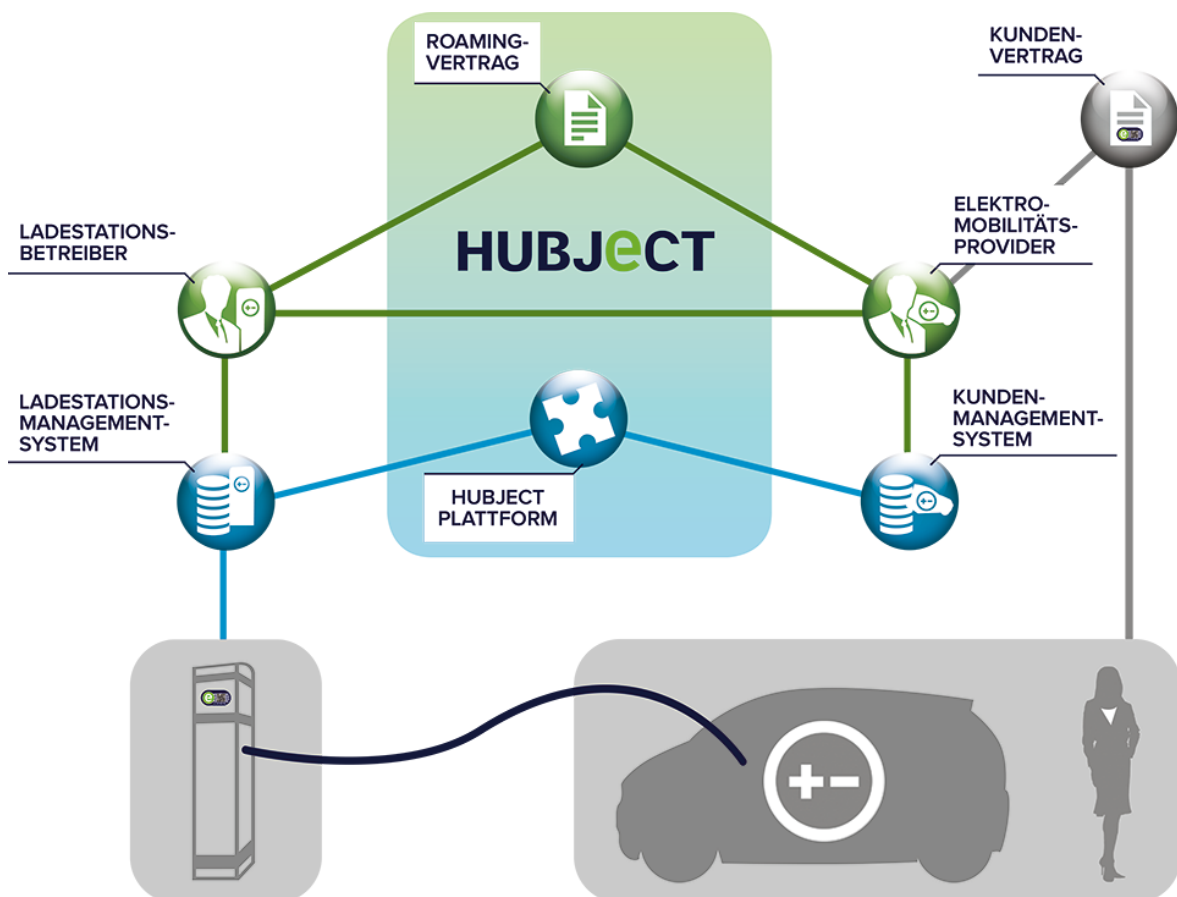 ROAMING-
VERTRAG
KUNDEN-
VERTRAG
LADESTATIONS-
BETREIBER
HUBJeCT
ELEKTRO-
MOBILITÄTS-
PROVIDER
LADESTATIONS-
MANAGEMENT-
SYSTEM
HUBJECT
PLATTFORM
KUNDEN-
MANAGEMENT-
SYSTEM
e